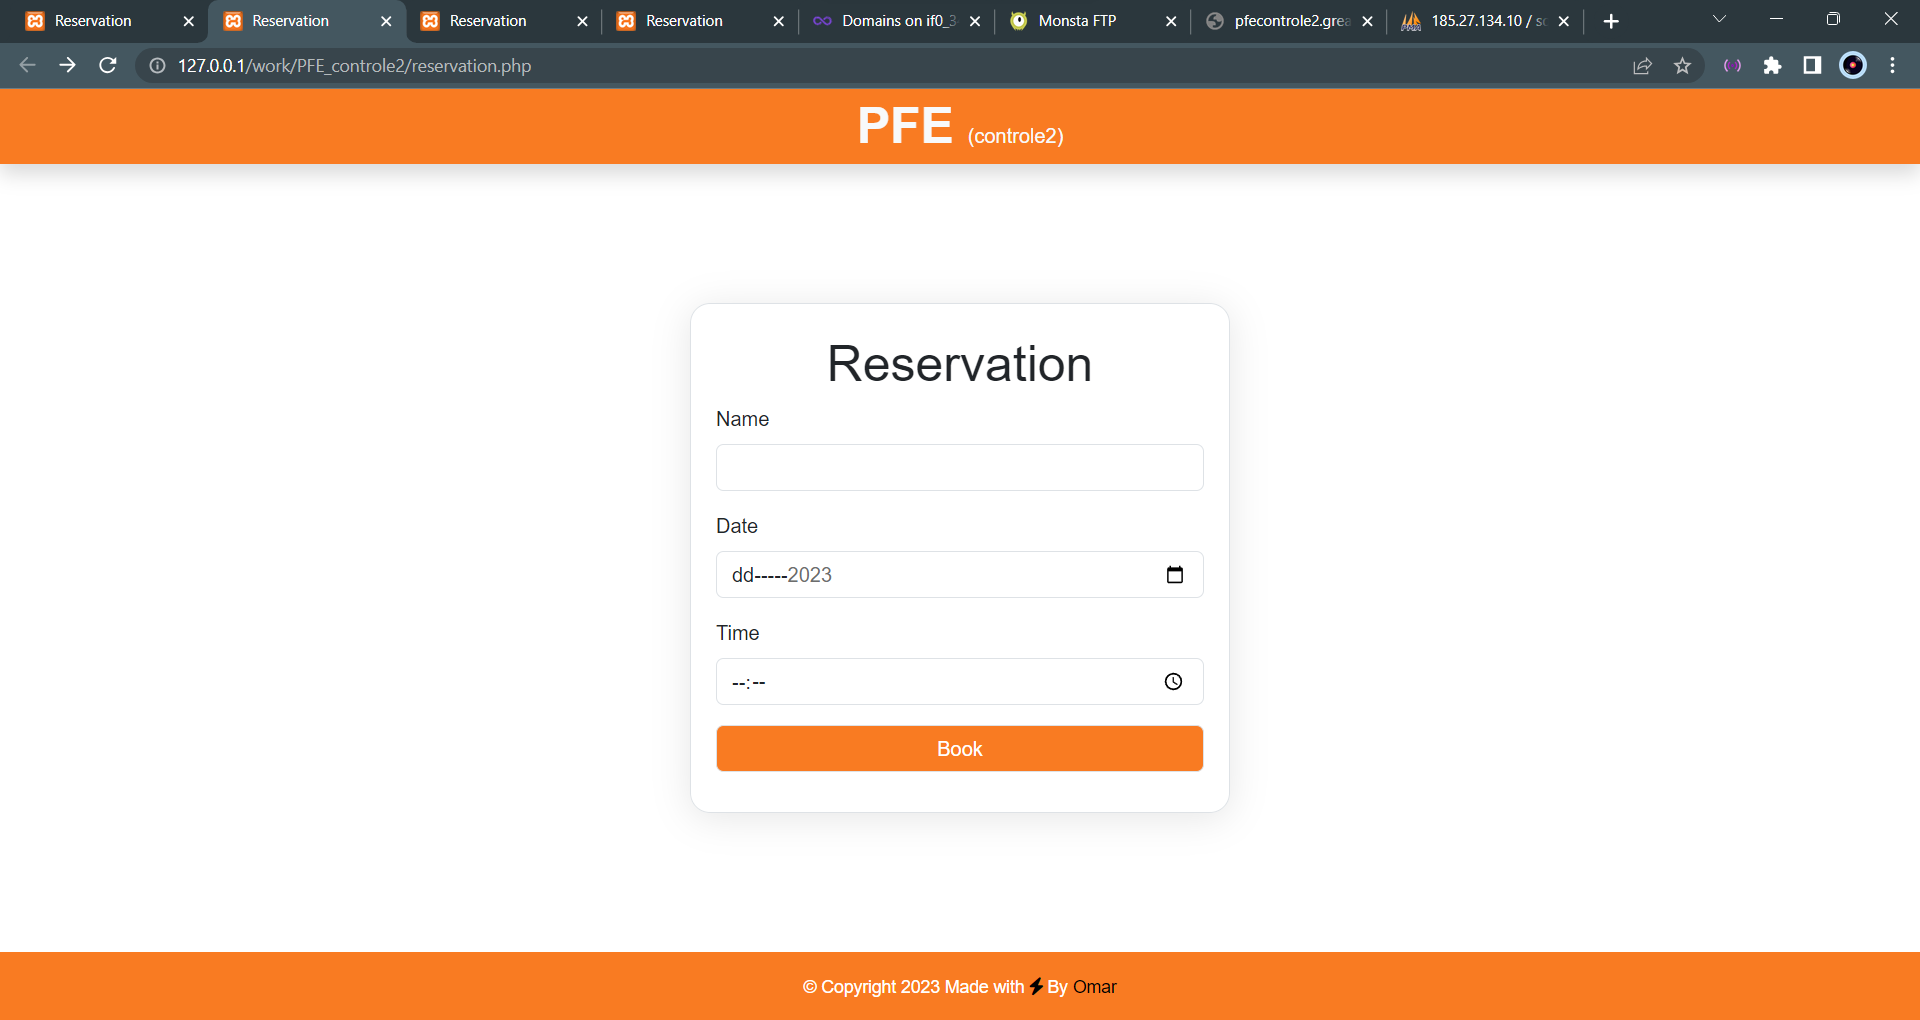 Reservation
Reservation
Reservation
Reservation
Domains on if0_3
Monsta FTP
pfecontrole2.grea
185.27.134.10 / s
127.0.0.1/work/PFE_controle2/reservation.php
PFE (controle2)
Reservation
Name
Date
dd-----2023
Time
--:--
Book
© Copyright 2023 Made with By Omar